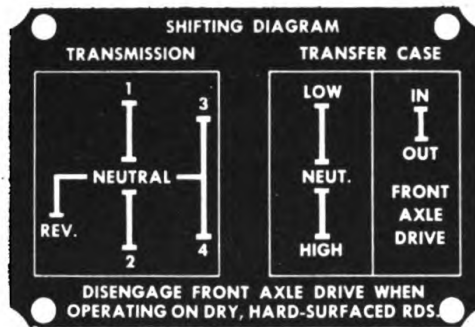 SHIFTING DIAGRAM
TRANSMISSION
1
3
NEUTRAL
REV.
2
4
TRANSFER CASE
LOW
NEUT.
HIGH
IN
OUT
FRONT
AXLE
DRIVE
DISENGAGE FRONT AXLE DRIVE WHEN
OPERATING ON DRY, HARD-SURFACED RDS.